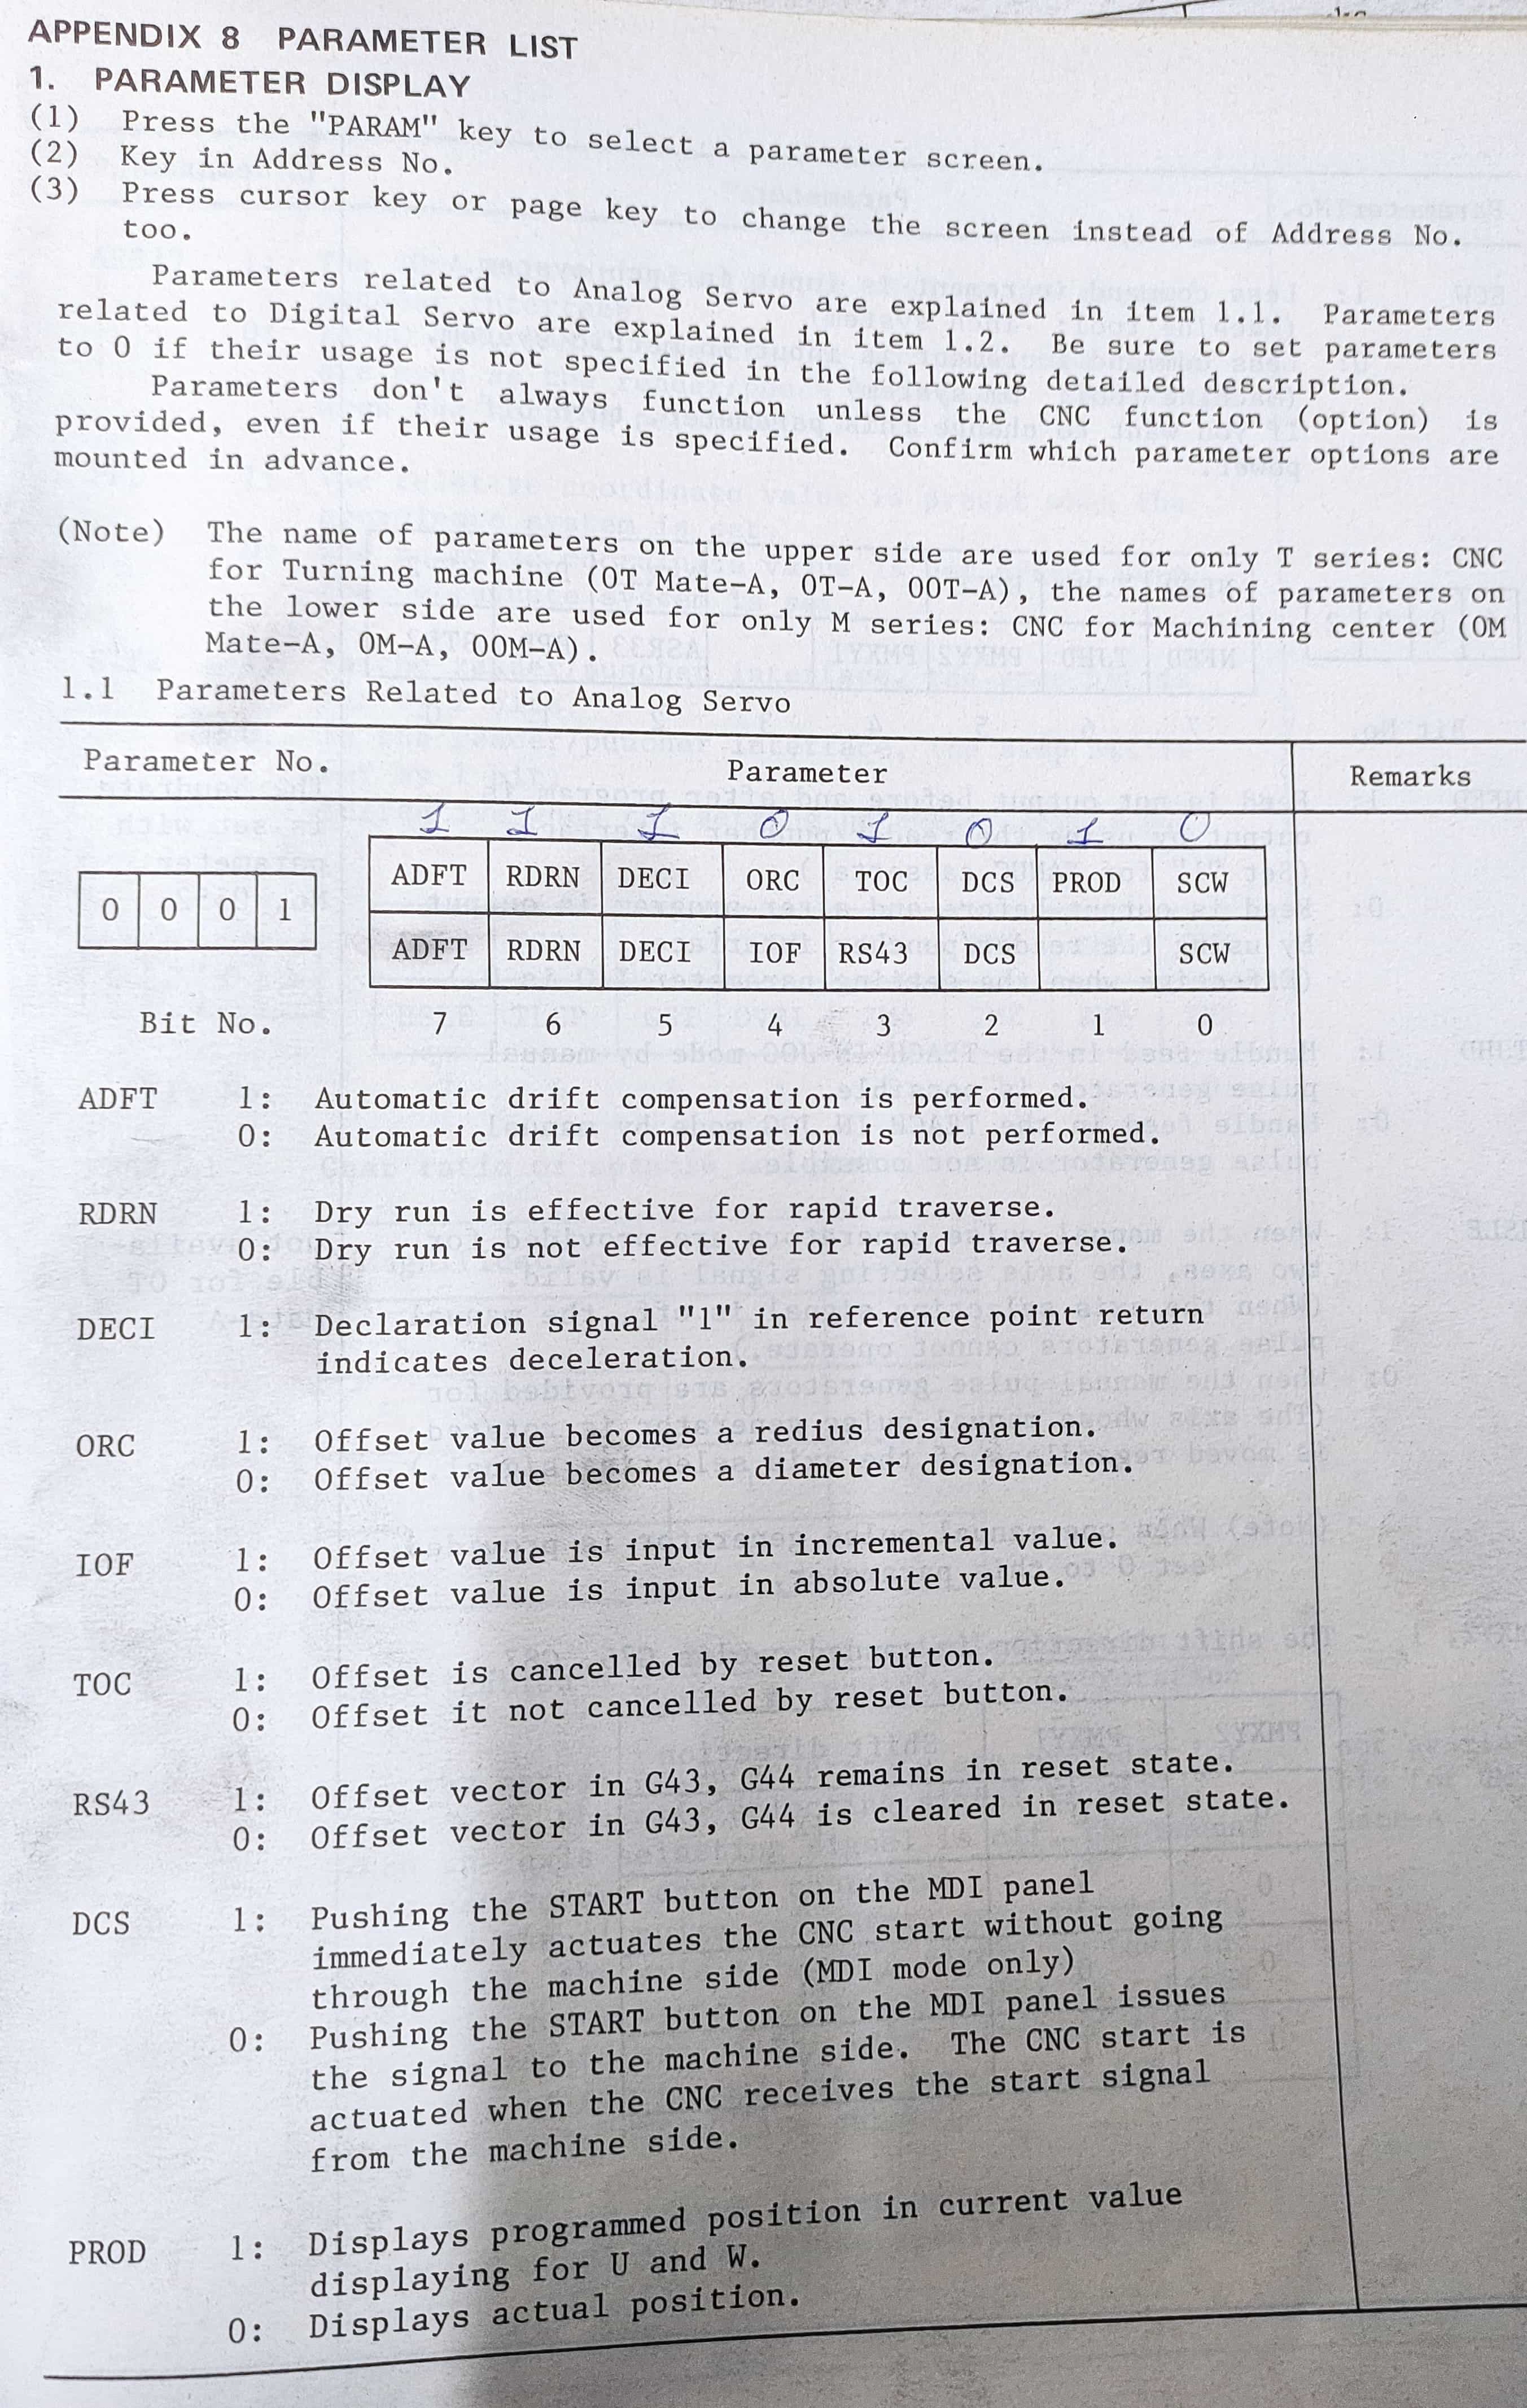 APPENDIX 8 PARAMETER LIST
1. PARAMETER DISPLAY
(1) Press the "PARAM" key to select a parameter screen.
(2) Key in Address No.
(3) Press cursor key or page key to change the screen instead of Address No.
too.
Parameters related to Analog Servo are explained in item 1.1. Parameters
related to Digital Servo are explained in item 1.2. Be sure to set parameters
to 0 if their usage is not specified in the following detailed description.
Parameters don't always function unless the CNC function (option) is
provided, even if their usage is specified. Confirm which parameter options are
mounted in advance.
(Note) The name of parameters on the upper side are used for only T series: CNC
for Turning machine (0T Mate-A, 0T-A, 00T-A), the names of parameters on
the lower side are used for only M series: CNC for Machining center (0M
Mate-A, 0M-A, 00M-A).
1.1 Parameters Related to Analog Servo
Parameter No. Parameter Remarks
1 1 1 0 1 0 1 0
ADFT RDRN DECI ORC TOC DCS PROD SCW
0 0 0 1
ADFT RDRN DECI IOF RS43 DCS SCW
Bit No. 7 6 5 4 3 2 1 0
ADFT 1: Automatic drift compensation is performed.
0: Automatic drift compensation is not performed.
RDRN 1: Dry run is effective for rapid traverse.
0: Dry run is not effective for rapid traverse.
DECI 1: Declaration signal "1" in reference point return
indicates deceleration.
ORC 1: Offset value becomes a redius designation.
0: Offset value becomes a diameter designation.
IOF 1: Offset value is input in incremental value.
0: Offset value is input in absolute value.
TOC 1: Offset is cancelled by reset button.
0: Offset it not cancelled by reset button.
RS43 1: Offset vector in G43, G44 remains in reset state.
0: Offset vector in G43, G44 is cleared in reset state.
DCS 1: Pushing the START button on the MDI panel
immediately actuates the CNC start without going
through the machine side (MDI mode only)
0: Pushing the START button on the MDI panel issues
the signal to the machine side. The CNC start is
actuated when the CNC receives the start signal
from the machine side.
PROD 1: Displays programmed position in current value
displaying for U and W.
0: Displays actual position.